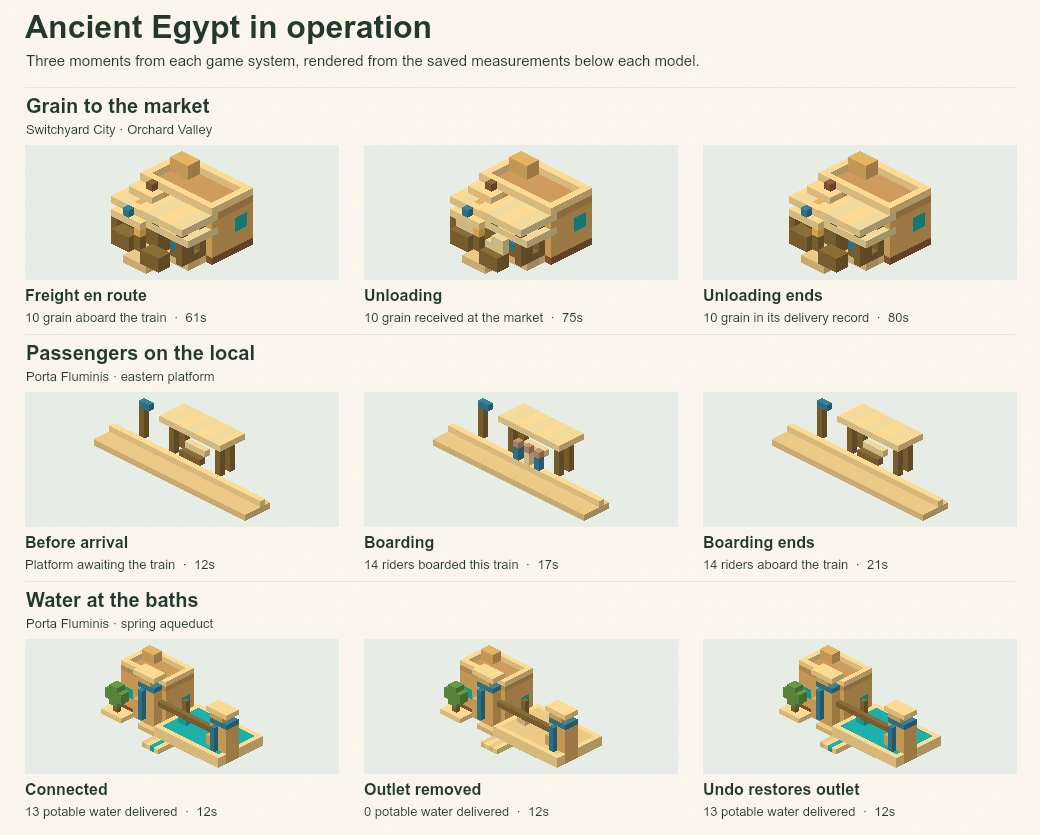 Ancient Egypt in operation
Three moments from each game system, rendered from the saved measurements below each model.
Grain to the market
Switchyard City · Orchard Valley
Freight en route
10 grain aboard the train · 61s
Unloading
10 grain received at the market · 75s
Unloading ends
10 grain in its delivery record · 80s
Passengers on the local
Porta Fluminis · eastern platform
Before arrival
Platform awaiting the train · 12s
Boarding
14 riders boarded this train · 17s
Boarding ends
14 riders aboard the train · 21s
Water at the baths
Porta Fluminis · spring aqueduct
Connected
13 potable water delivered · 12s
Outlet removed
0 potable water delivered · 12s
Undo restores outlet
13 potable water delivered · 12s